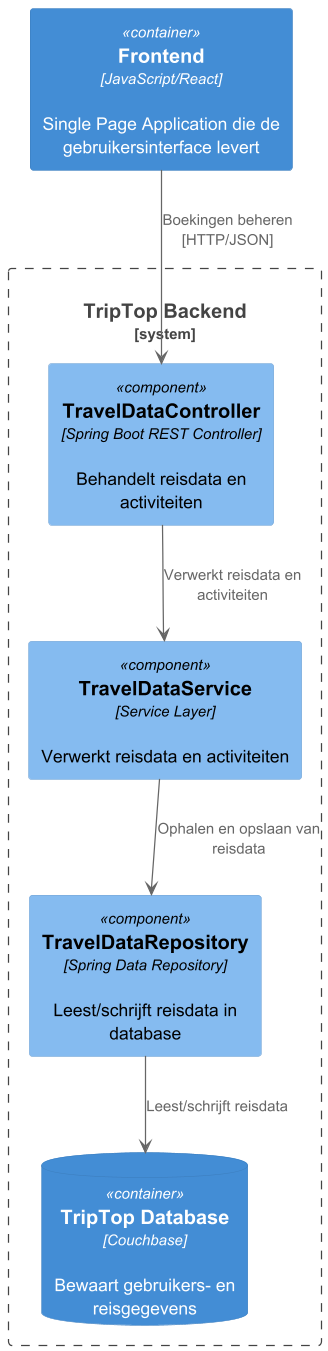 «container»
Frontend
[JavaScript/React]
Single Page Application die de
gebruikersinterface levert
Boekingen beheren
[HTTP/JSON]
TripTop Backend
[system]
«component»
TravelDataController
[Spring Boot REST Controller]
Behandelt reisdata en
activiteiten
Verwerkt reisdata en
activiteiten
«component»
TravelDataService
[Service Layer]
Verwerkt reisdata en activiteiten
Ophalen en opslaan van
reisdata
«component»
TravelDataRepository
[Spring Data Repository]
Leest/schrijft reisdata in
database
Leest/schrijft reisdata
«container»
TripTop Database
[Couchbase]
Bewaart gebruikers- en
reisgegevens